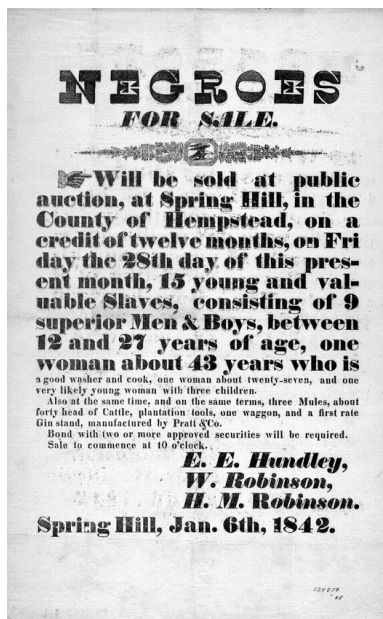 NEGROES
FOR SALE.
☞Will be sold at public
auction, at Spring Hill, in the
County of Hempstead, on a
credit of twelve months, on Fri
day the 28th day of this pres-
ent month, 15 young and val-
uable Slaves, consisting of 9
superior Men & Boys, between
12 and 27 years of age, one
woman about 43 years who is
a good washer and cook, one woman about twenty-seven, and one
very likely young woman with three children.
Also at the same time, and on the same terms, three Mules, about
forty head of Cattle, plantation tools, one waggon, and a first rate
Gin stand, manufactured by Pratt &Co.
Bond with two or more approved securities will be required.
Sale to commence at 10 o'clock.
E. E. Hundley,
W. Robinson,
H. M. Robinson.
Spring Hill, Jan. 6th, 1842.